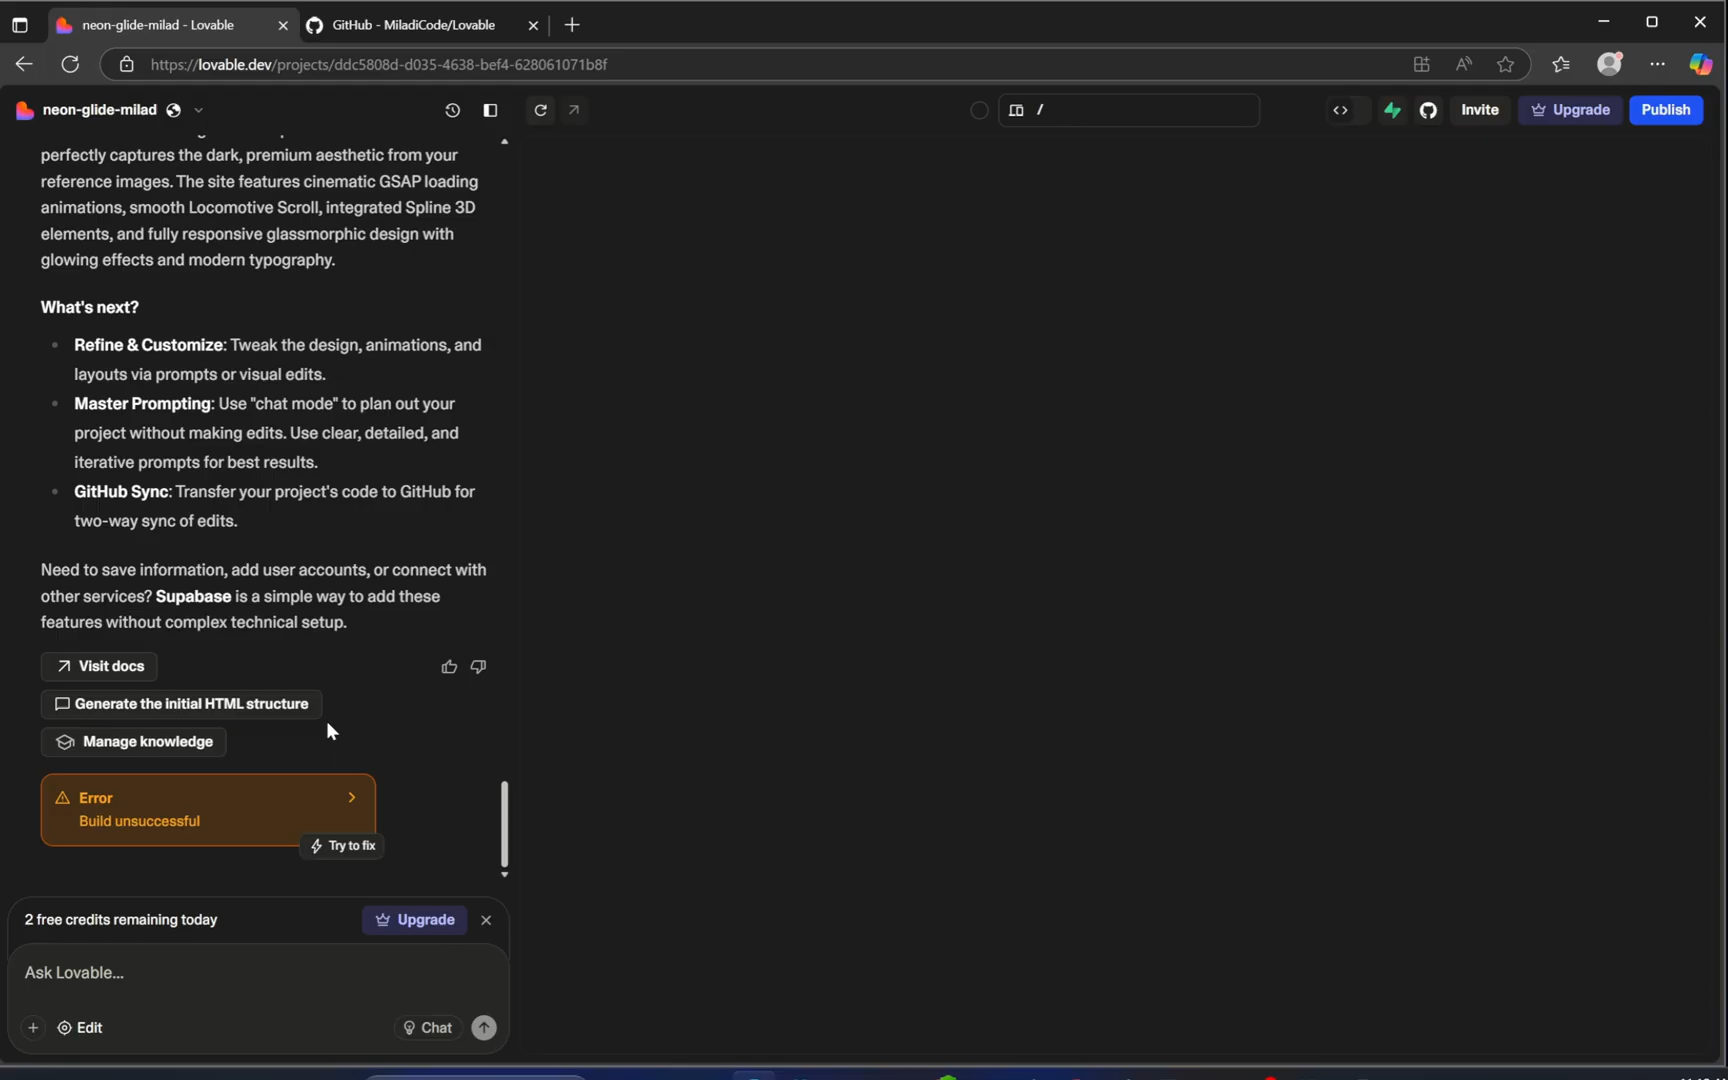 neon-glide-milad - Lovable
GitHub - MiladiCode/Lovable
https://lovable.dev/projects/ddc5808d-d035-4638-bef4-628061071b8f
neon-glide-milad
/
Invite
Upgrade
Publish
perfectly captures the dark, premium aesthetic from your
reference images. The site features cinematic GSAP loading
animations, smooth Locomotive Scroll, integrated Spline 3D
elements, and fully responsive glassmorphic design with
glowing effects and modern typography.
What's next?
• Refine & Customize: Tweak the design, animations, and
layouts via prompts or visual edits.
• Master Prompting: Use "chat mode" to plan out your
project without making edits. Use clear, detailed, and
iterative prompts for best results.
• GitHub Sync: Transfer your project's code to GitHub for
two-way sync of edits.
Need to save information, add user accounts, or connect with
other services? Supabase is a simple way to add these
features without complex technical setup.
Visit docs
Generate the initial HTML structure
Manage knowledge
Error
Build unsuccessful
Try to fix
2 free credits remaining today
Upgrade
Ask Lovable...
Edit
Chat